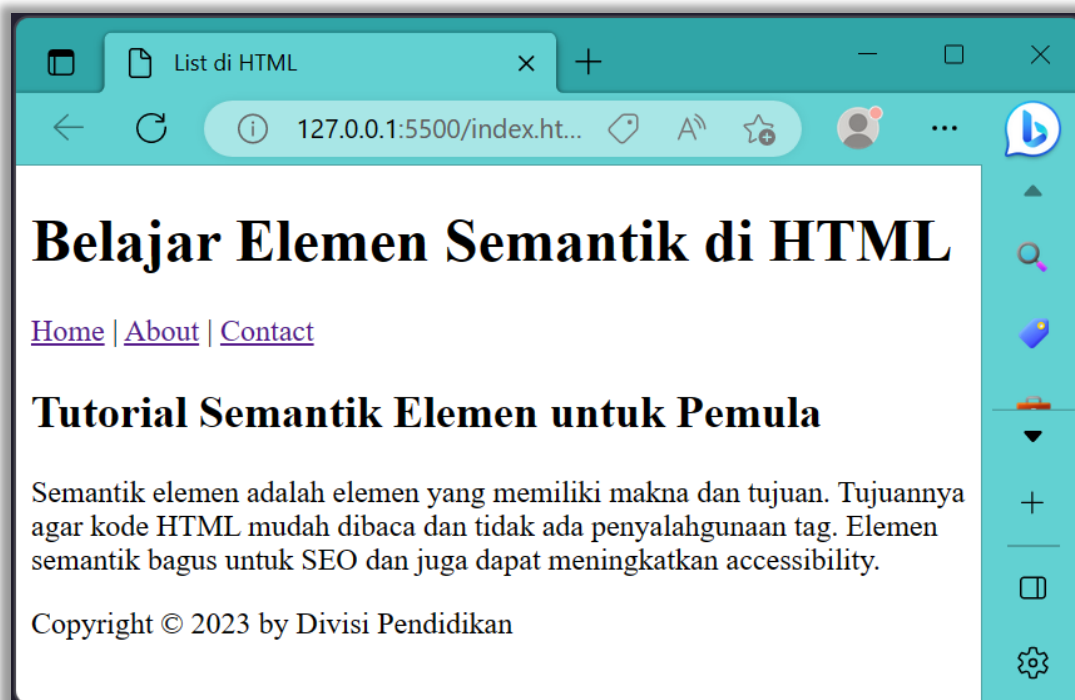 List di HTML
127.0.0.1:5500/index.ht...
Belajar Elemen Semantik di HTML
Home | About | Contact
Tutorial Semantik Elemen untuk Pemula
Semantik elemen adalah elemen yang memiliki makna dan tujuan. Tujuannya
agar kode HTML mudah dibaca dan tidak ada penyalahgunaan tag. Elemen
semantik bagus untuk SEO dan juga dapat meningkatkan accessibility.
Copyright © 2023 by Divisi Pendidikan